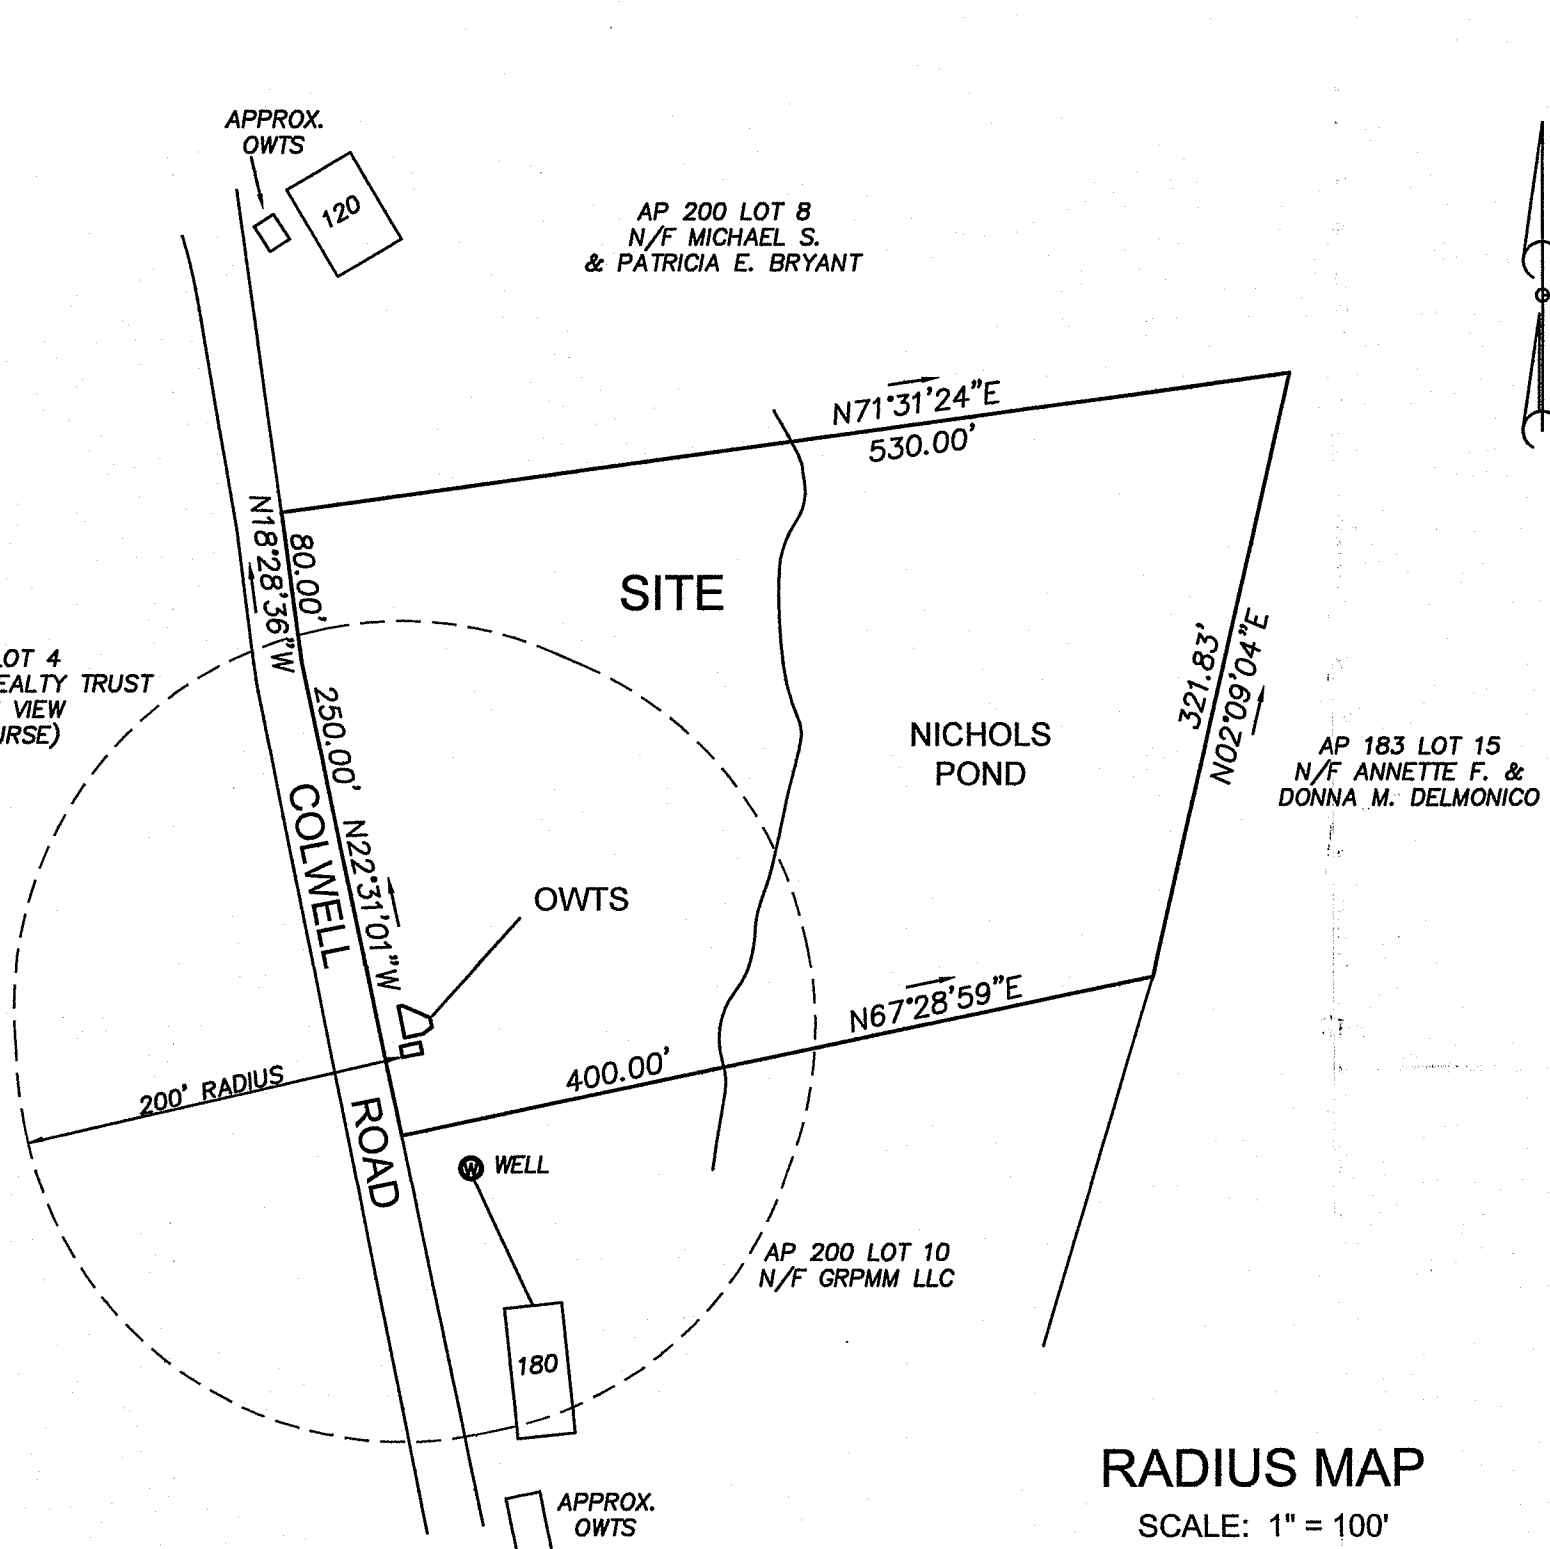 APPROX.
OWTS
120
AP 200 LOT 8
N/F MICHAEL S.
& PATRICIA E. BRYANT
N71°31'24"E
530.00'
N18°28'36"W
80.00'
SITE
LOT 4
REALTY TRUST
VIEW
321.83'
N02°09'04"E
250.00'
NICHOLS
POND
AP 183 LOT 15
N/F ANNETTE F. &
DONNA M. DELMONICO
COLWELL
N22°31'01"W
OWTS
N67°28'59"E
400.00'
200' RADIUS
ROAD
W WELL
AP 200 LOT 10
N/F GRPMM LLC
180
APPROX.
OWTS
RADIUS MAP
SCALE: 1" = 100'